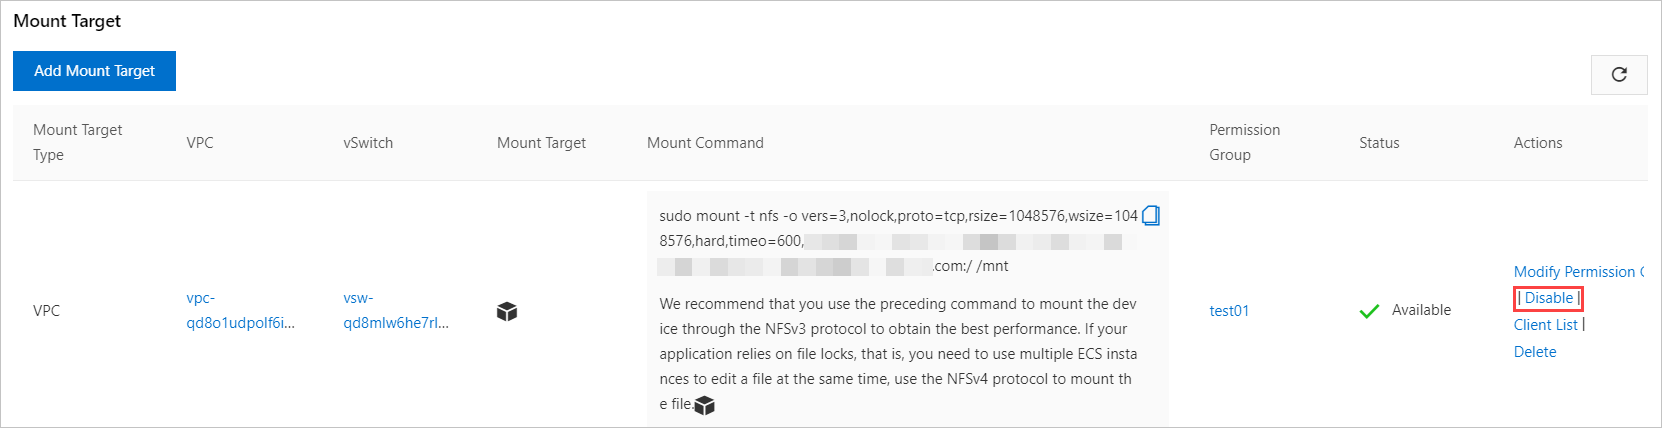 Mount Target
Add Mount Target
Mount Target Type
VPC
vSwitch
Mount Target
Mount Command
Permission Group
Status
Actions
VPC
vpc-
qd8o1udpolf6i...
vsw-
qd8mlw6he7rl...
sudo mount -t nfs -o vers=3,nolock,proto=tcp,rsize=1048576,wsize=104
8576,hard,timeo=600,
.com:/ /mnt
We recommend that you use the preceding command to mount the dev
ice through the NFSv3 protocol to obtain the best performance. If your
application relies on file locks, that is, you need to use multiple ECS insta
nces to edit a file at the same time, use the NFSv4 protocol to mount th
e file.
test01
Available
Modify Permission
| Disable |
Client List |
Delete